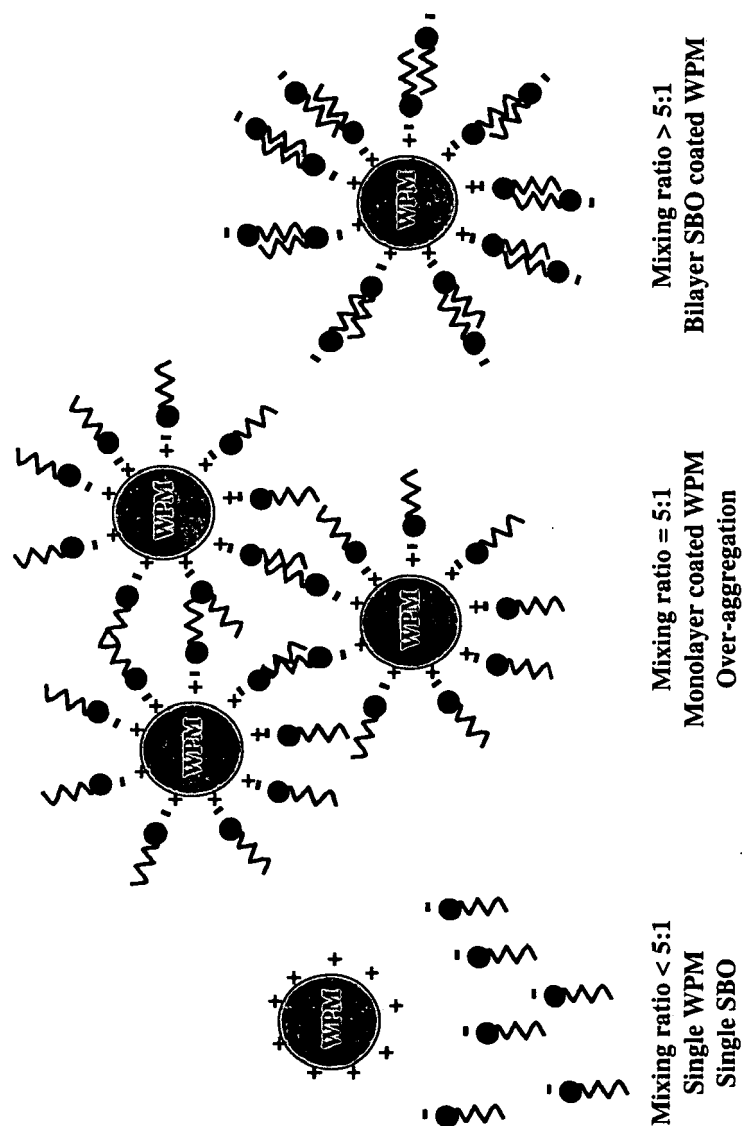 WPM
Mixing ratio < 5:1
Single WPM
Single SBO
WPM
WPM
WPM
Mixing ratio = 5:1
Monolayer coated WPM
Over-aggregation
WPM
Mixing ratio > 5:1
Bilayer SBO coated WPM